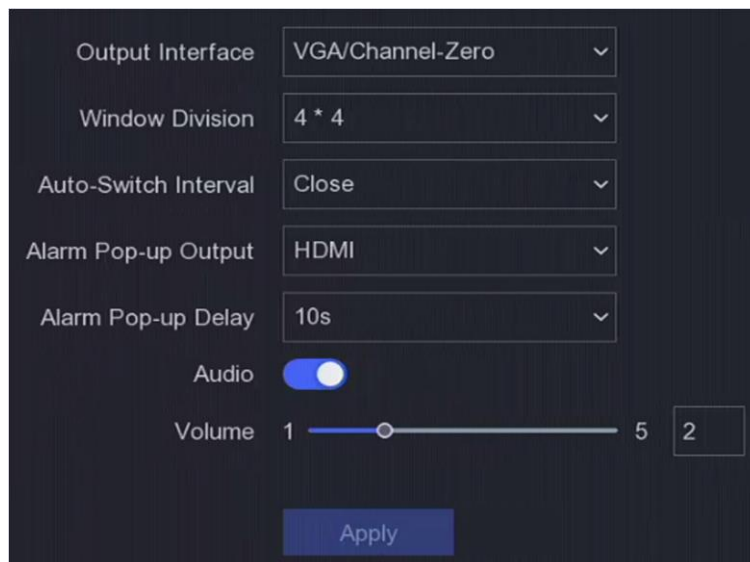 Output Interface VGA/Channel-Zero
Window Division 4 * 4
Auto-Switch Interval Close
Alarm Pop-up Output HDMI
Alarm Pop-up Delay 10s
Audio
Volume 1 5 2
Apply